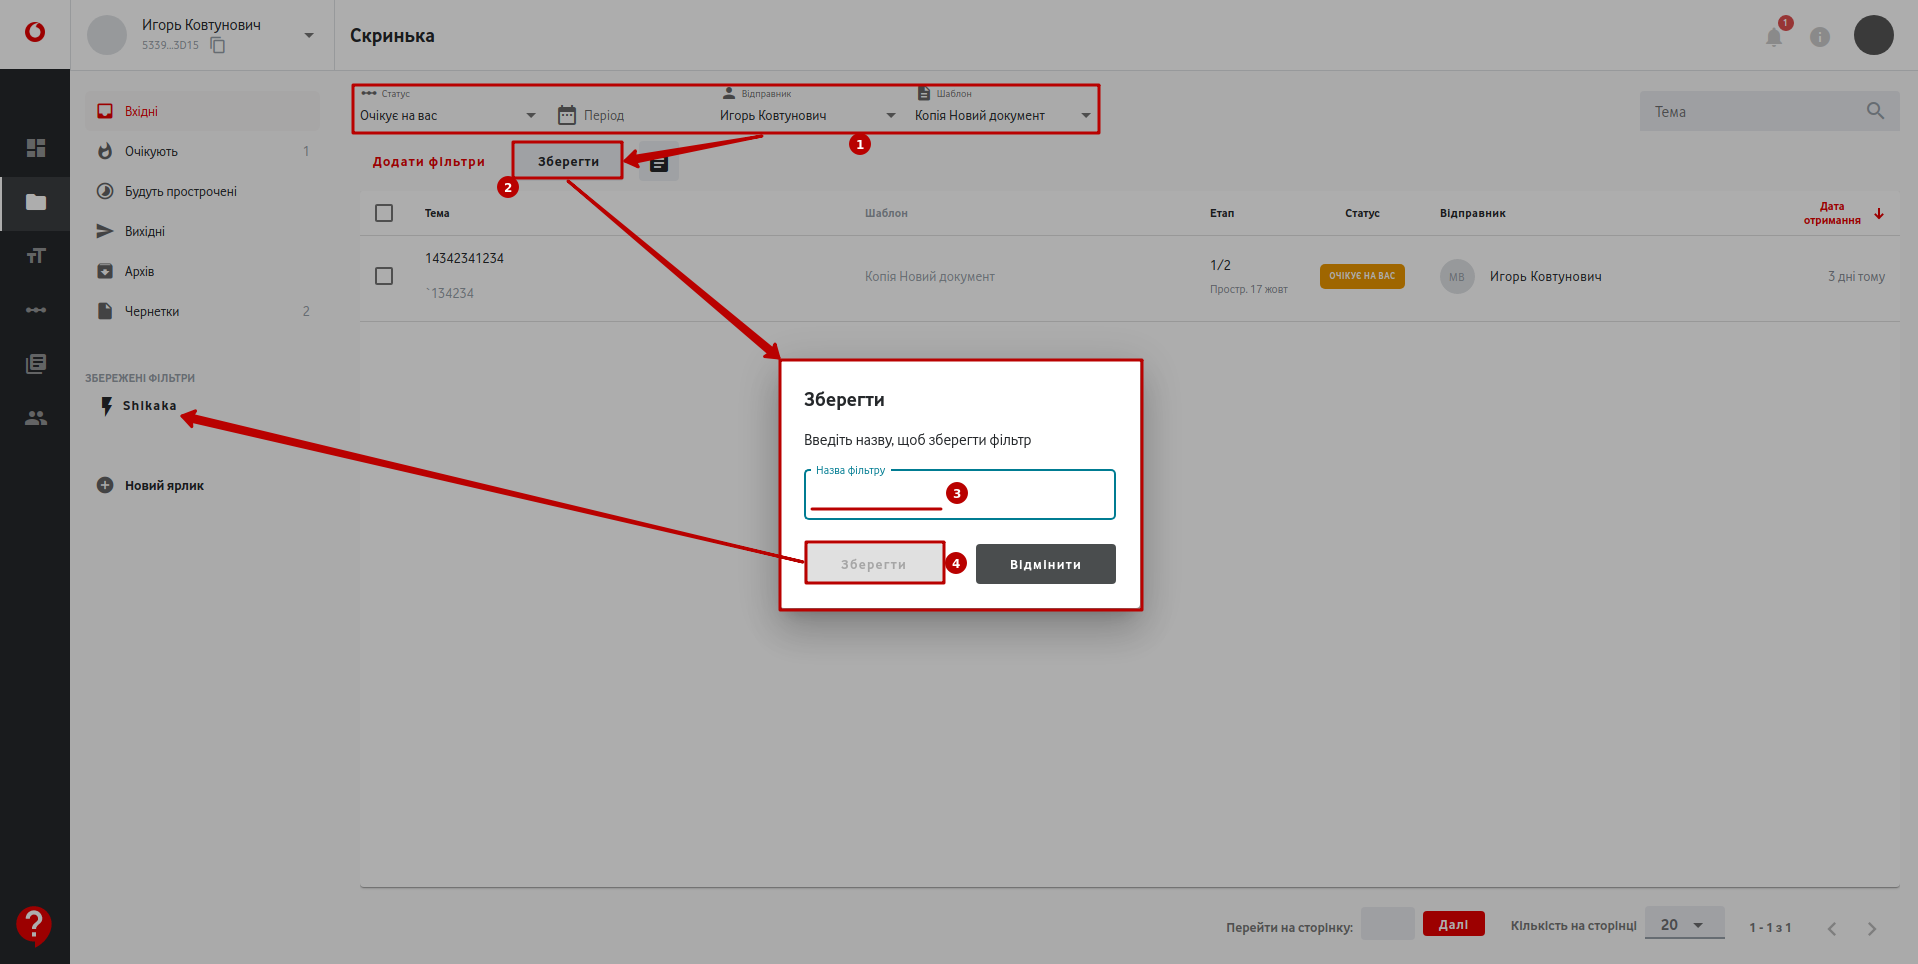 Игорь Ковтунович
5339...3D15
Скринька
1
Вхідні
Очікують 1
Будуть прострочені
Вихідні
Архів
Чернетки 2
ЗБЕРЕЖЕНІ ФІЛЬТРИ
Shikaka
Новий ярлик
Статус
Очікує на вас
Період
Відправник
Игорь Ковтунович
Шаблон
Копія Новий документ
Тема
1
Додати фільтри
Зберегти
2
Тема Шаблон Етап Статус Відправник Дата отримання
14342341234
`134234
Копія Новий документ
1/2
Простр. 17 жовт
ОЧІКУЄ НА ВАС
МВ
Игорь Ковтунович
3 дні тому
Зберегти
Введіть назву, щоб зберегти фільтр
Назва фільтру
3
Зберегти
4
Відмінити
Перейти на сторінку:
Далі
Кількість на сторінці
20
1 - 1 з 1
?